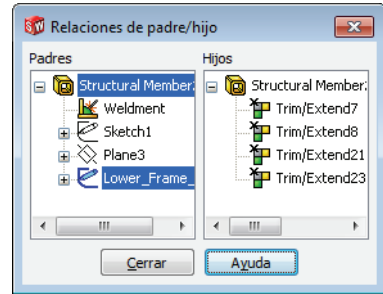 Relaciones de padre/hijo
Padres
Structural Member
Weldment
Sketch1
Plane3
Lower_Frame_
Hijos
Structural Member
Trim/Extend7
Trim/Extend8
Trim/Extend21
Trim/Extend23
Cerrar
Ayuda